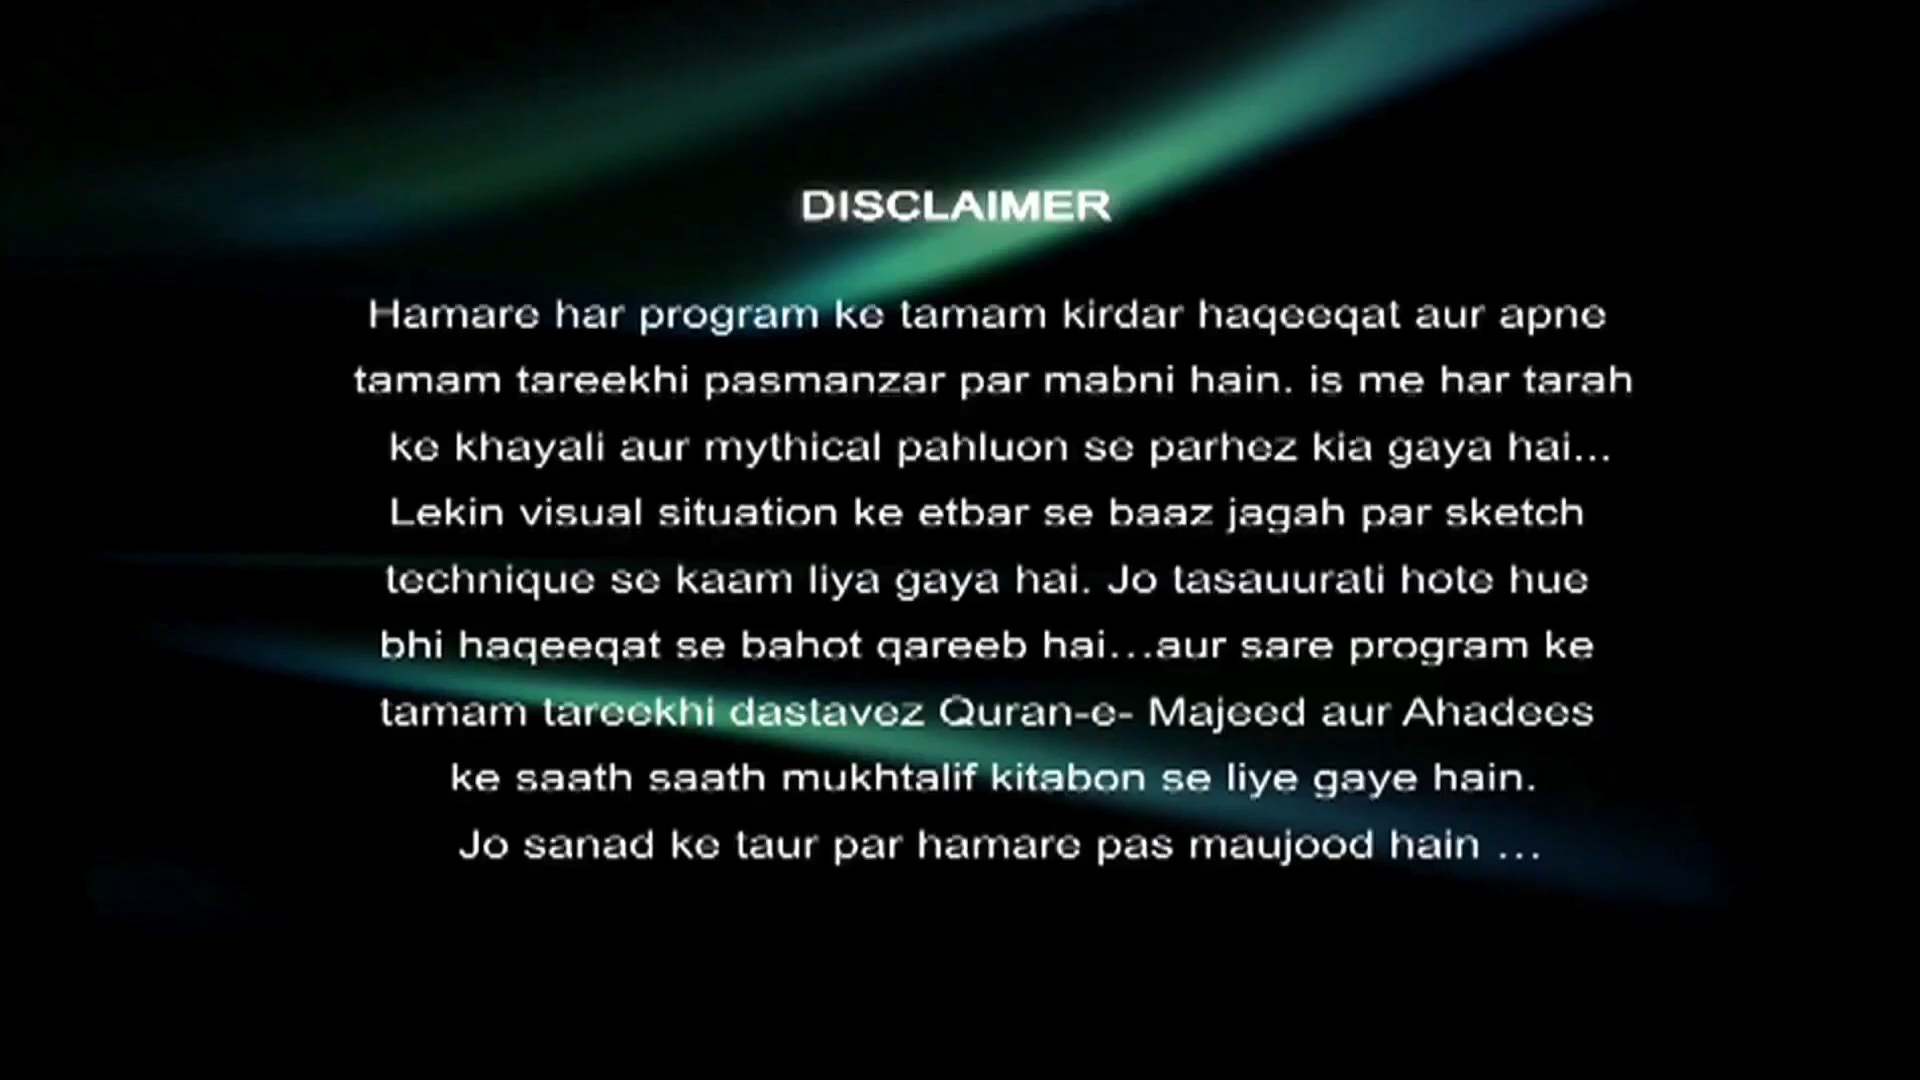 DISCLAIMER
Hamare har program ke tamam kirdar haqeeqat aur apne
tamam tareekhi pasmanzar par mabni hain. is me har tarah
ke khayali aur mythical pahluon se parhez kia gaya hai...
Lekin visual situation ke etbar se baaz jagah par sketch
technique se kaam liya gaya hai. Jo tasauurati hote hue
bhi haqeeqat se bahot qareeb hai...aur sare program ke
tamam tareekhi dastavez Quran-e- Majeed aur Ahadees
ke saath saath mukhtalif kitabon se liye gaye hain.
Jo sanad ke taur par hamare pas maujood hain ...